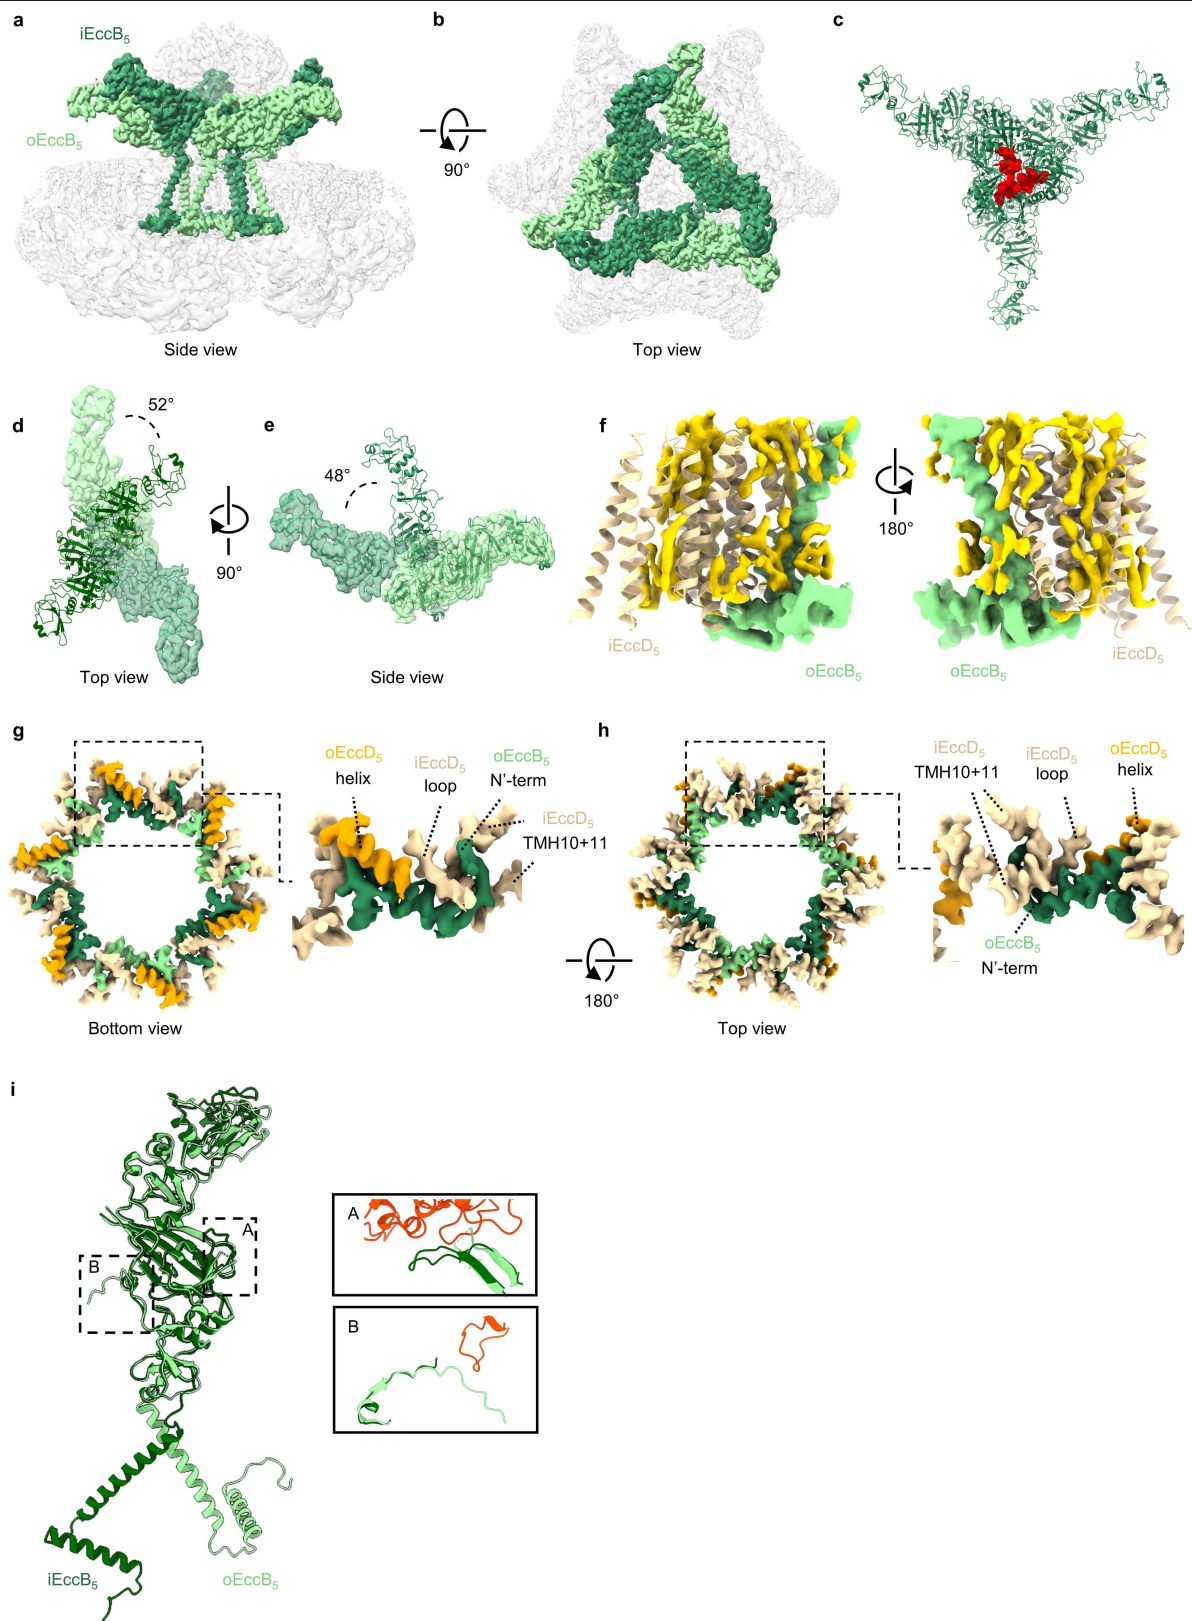 a
iEccB5
oEccB5
Side view
b
90°
Top view
c
d
52°
Top view
90°
e
48°
Side view
f
iEccD5
oEccB5
180°
oEccB5
iEccD5
g
Bottom view
oEccD5
helix
iEccD5
loop
oEccB5
N'-term
iEccD5
TMH10+11
180°
h
Top view
iEccD5
TMH10+11
iEccD5
loop
oEccD5
helix
oEccB5
N'-term
i
A
B
iEccB5
oEccB5
A
B